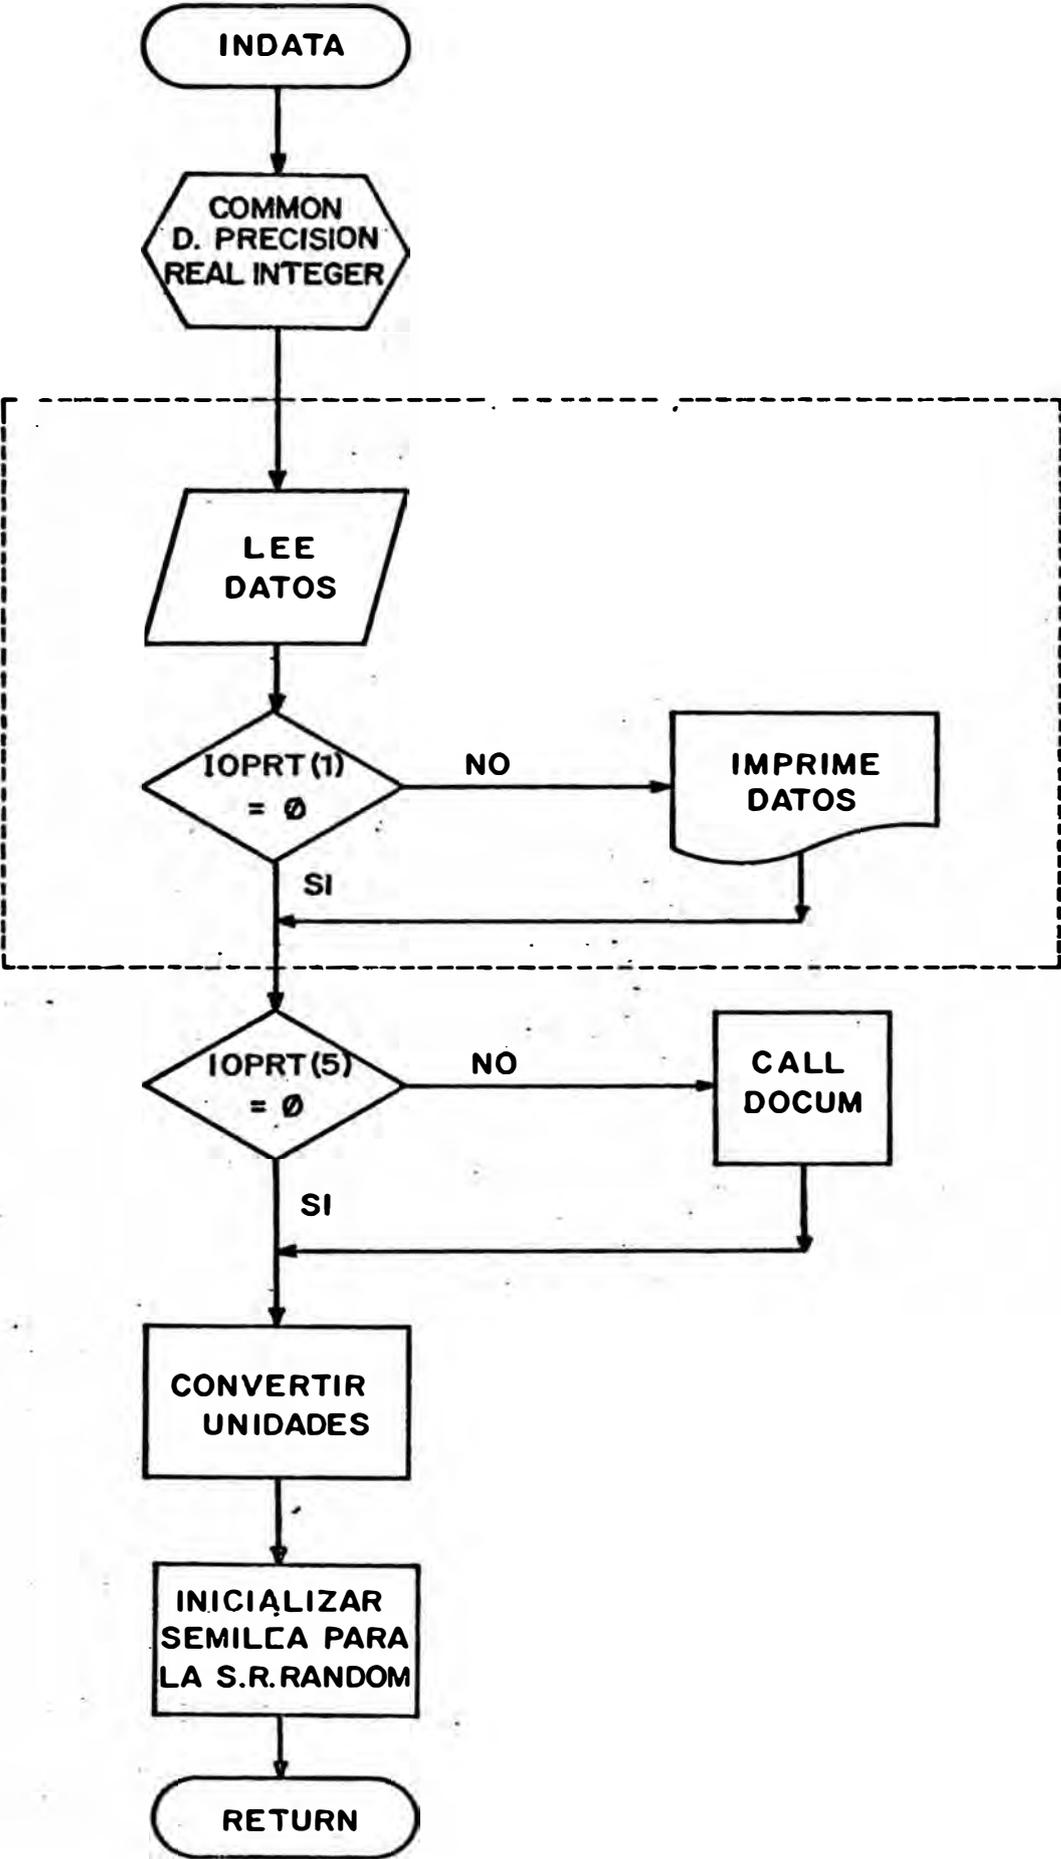 INDATA
COMMON
D. PRECISION
REAL INTEGER
LEE
DATOS
IOPRT(1)
= Ø
NO
IMPRIME
DATOS
SI
IOPRT(5)
= Ø
NO
CALL
DOCUM
SI
CONVERTIR
UNIDADES
INICIALIZAR
SEMILLA PARA
LA S.R.RANDOM
RETURN